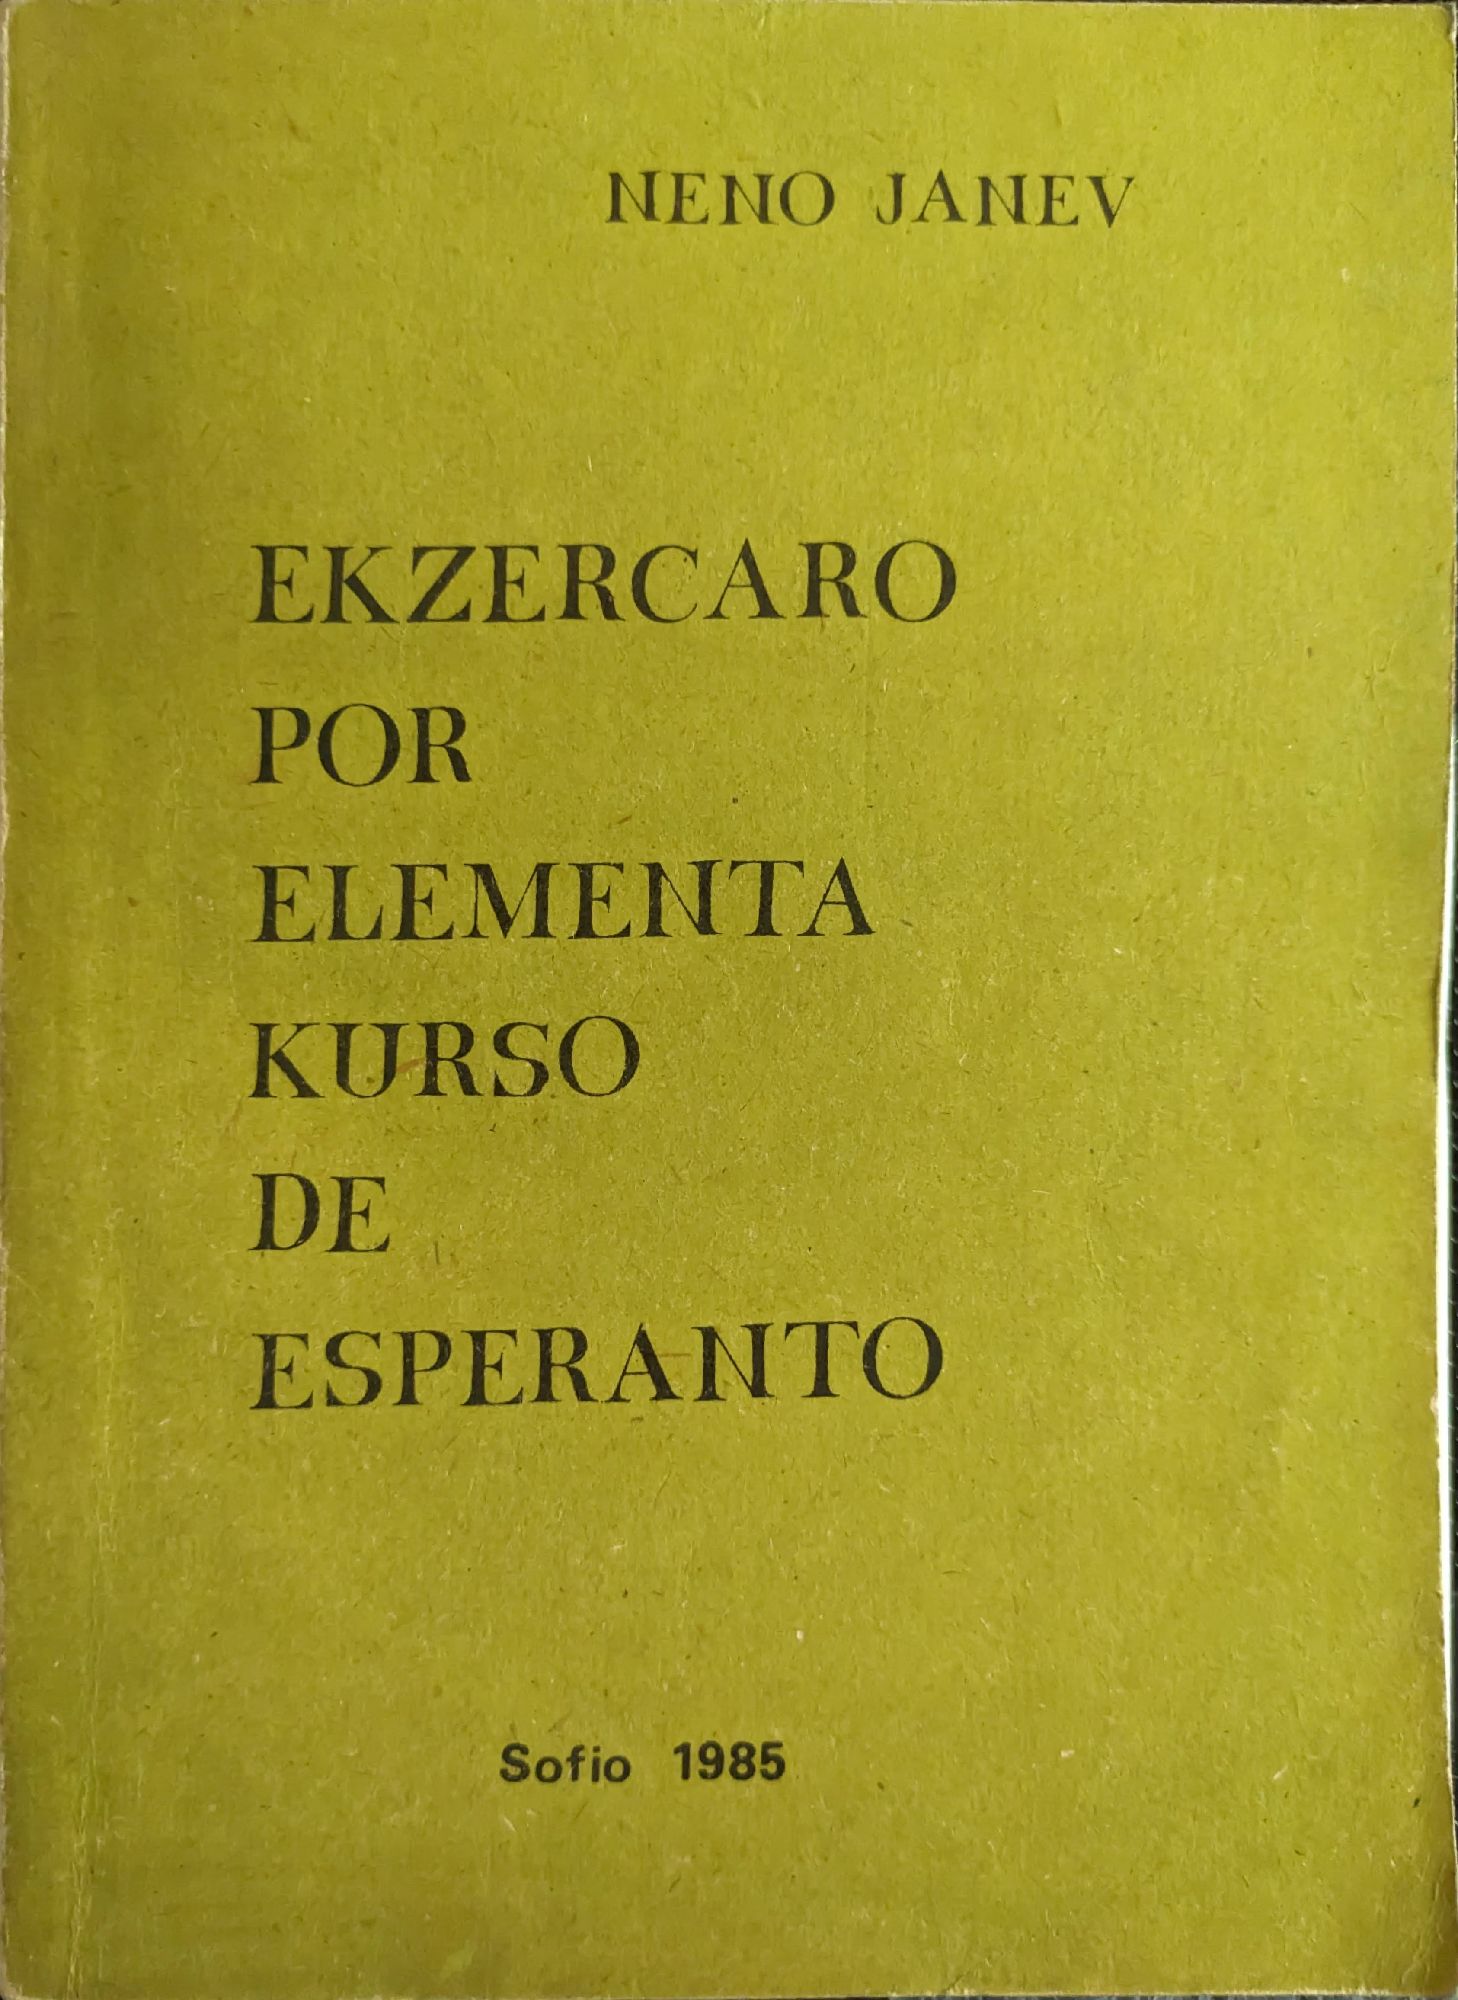 NENO JANEV
EKZERCARO
POR
ELEMENTA
KURSO
DE
ESPERANTO
Sofio 1985